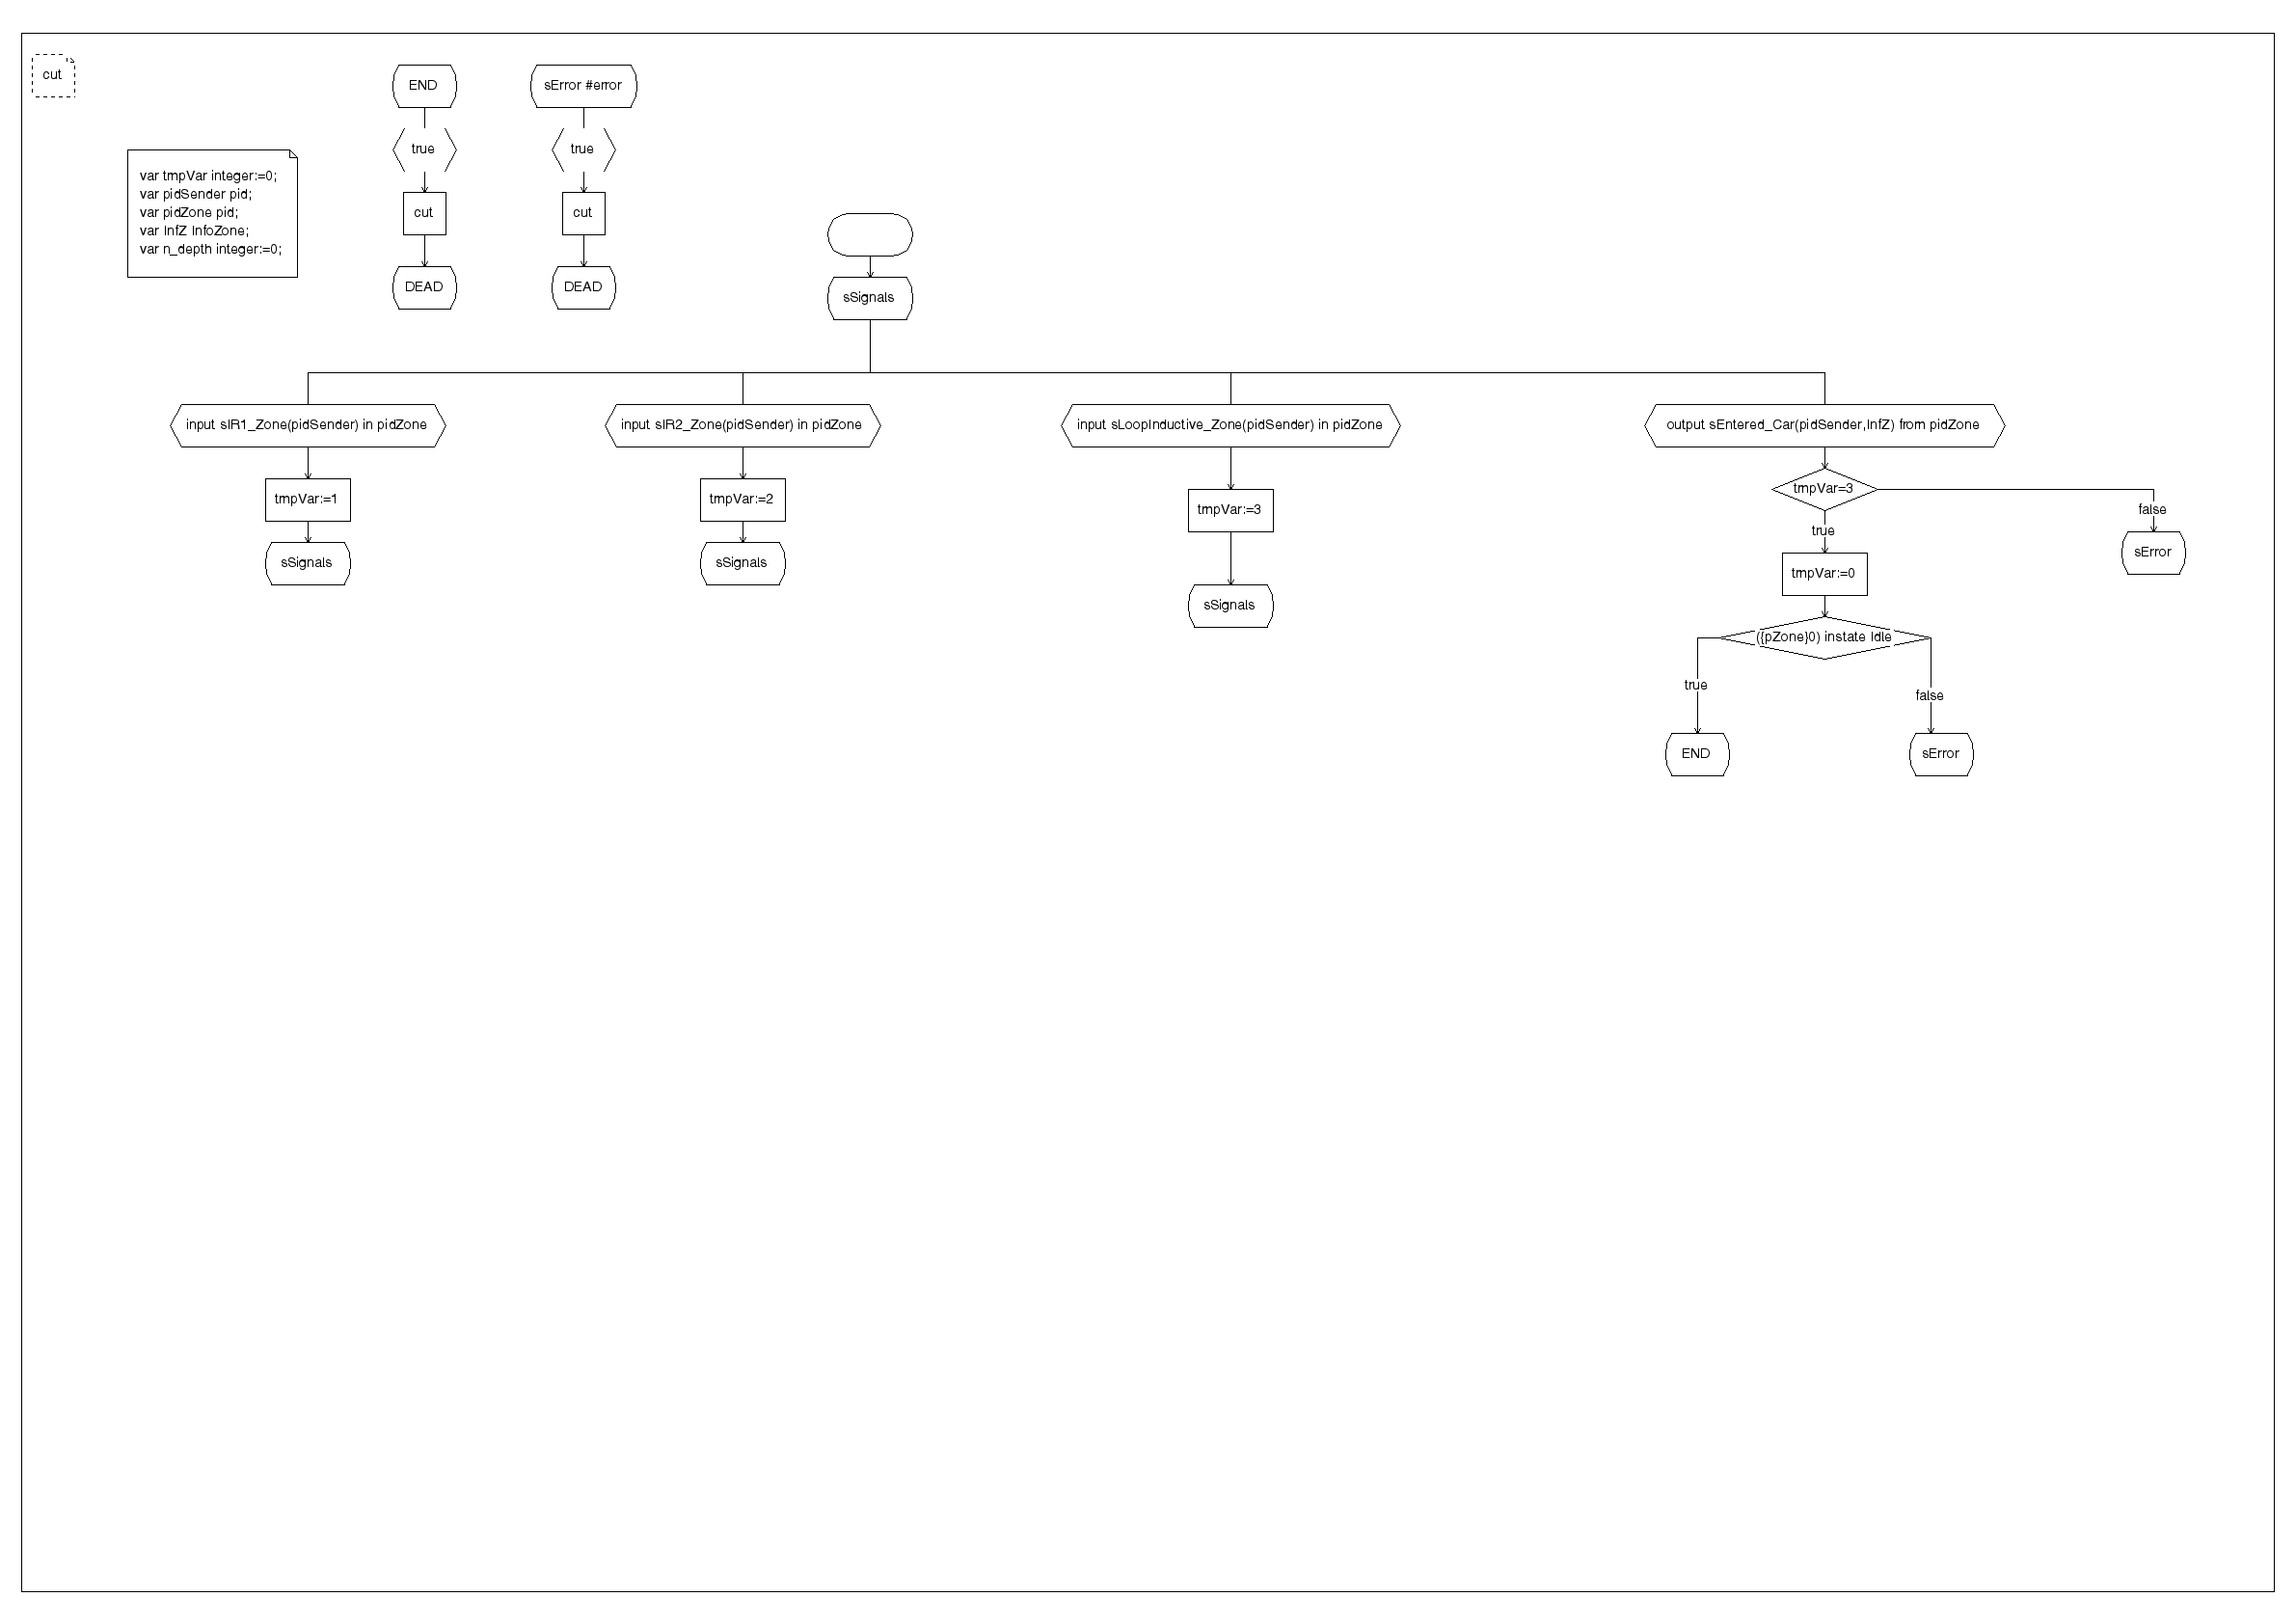 cut
END
sError #error
true
true
var tmpVar integer:=0;
var pidSender pid;
var pidZone pid;
var InfZ InfoZone;
var n_depth integer:=0;
cut
cut
DEAD
DEAD
sSignals
input sIR1_Zone(pidSender) in pidZone
input sIR2_Zone(pidSender) in pidZone
input sLoopInductive_Zone(pidSender) in pidZone
output sEntered_Car(pidSender,InfZ) from pidZone
tmpVar:=1
tmpVar:=2
tmpVar:=3
tmpVar=3
false
true
sError
sSignals
sSignals
sSignals
tmpVar:=0
({pZone}0) instate Idle
true
false
END
sError